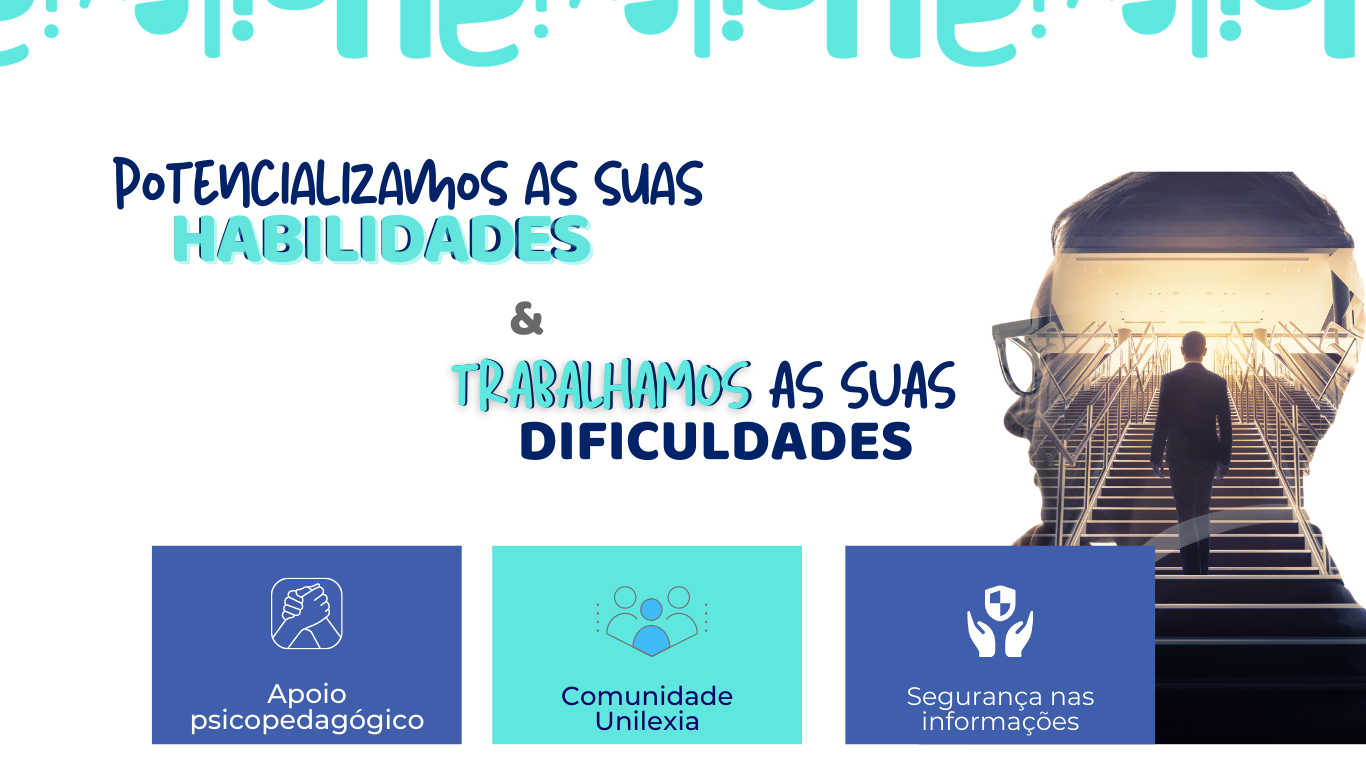 POTENCIALIZAMOS AS SUAS
HABILIDADES
&
TRABALHAMOS AS SUAS
DIFICULDADES
Apoio
psicopedagógico
Comunidade
Unilexia
Segurança nas
informações